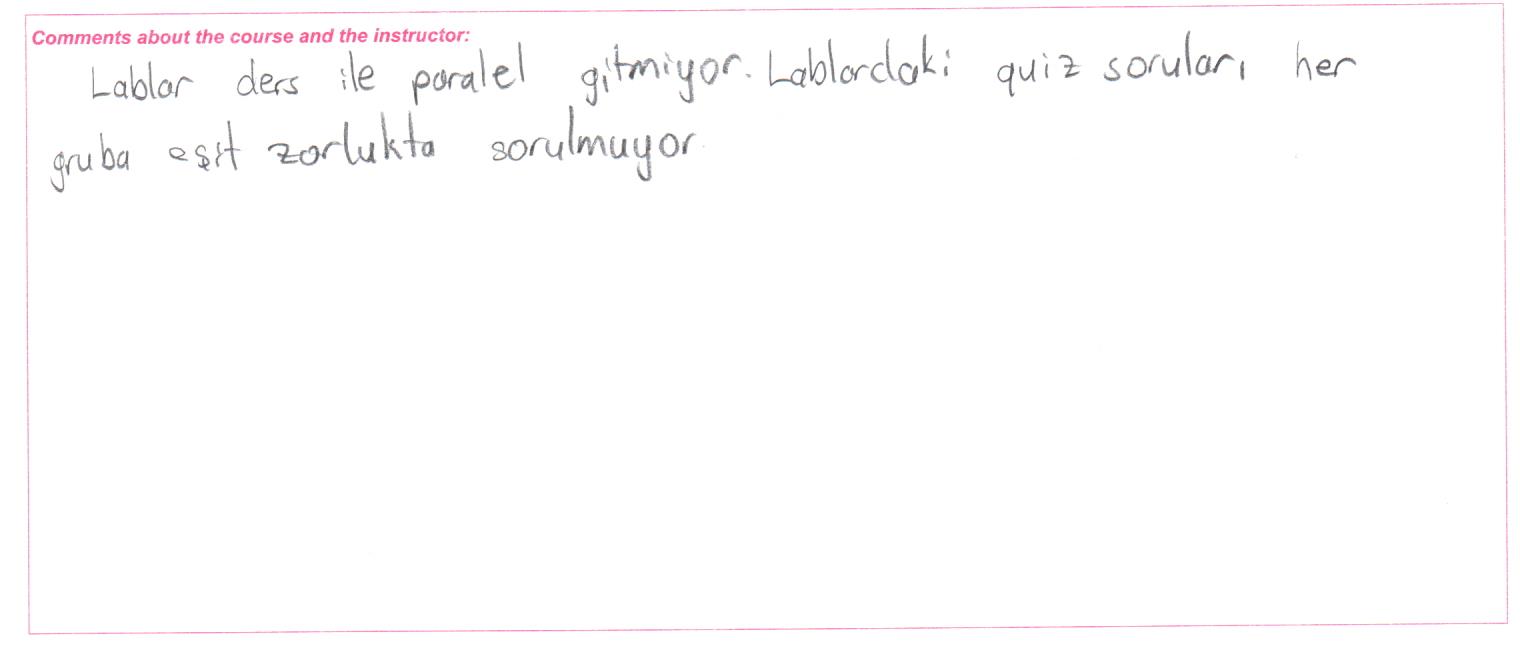 Comments about the course and the instructor:
Lablar ders ile paralel gitmiyor. Lablardaki quiz soruları her
gruba eşit zorlukta sorulmuyor.